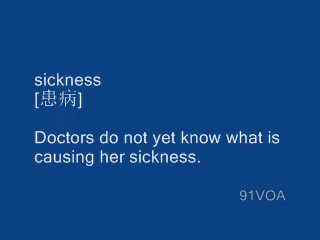 sickness
[患病]
Doctors do not yet know what is
causing her sickness.
91VOA